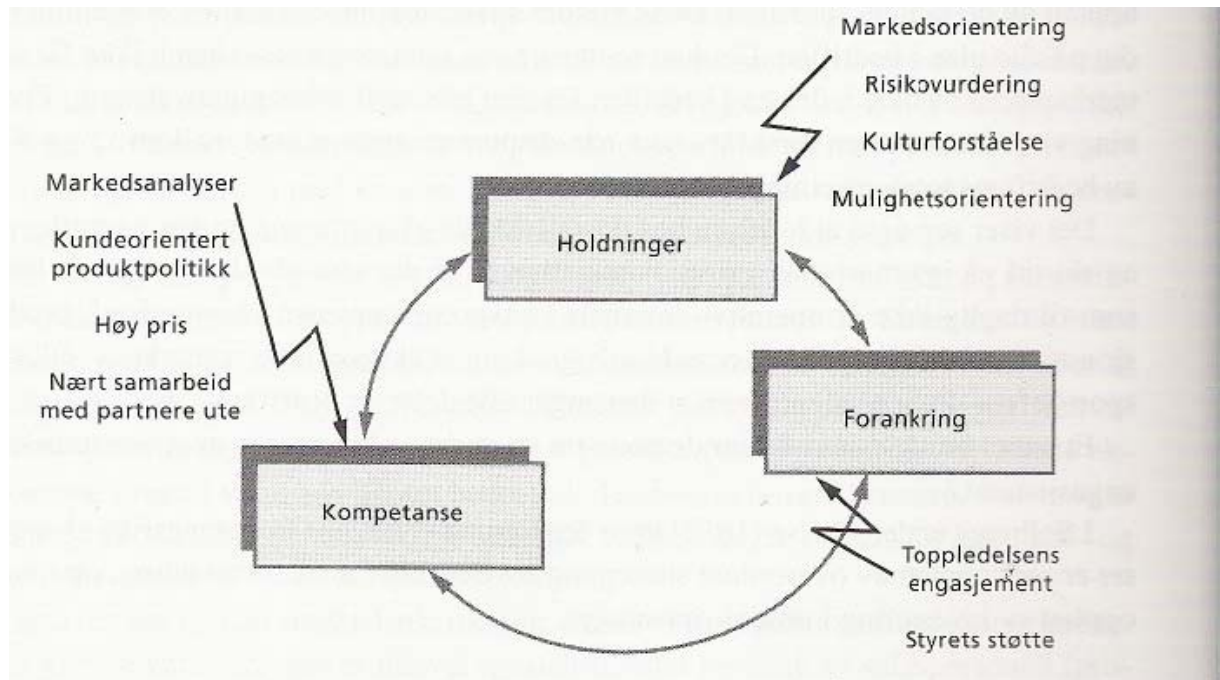 Markedsorientering
Risikovurdering
Kulturforståelse
Mulighetsorientering
Markedsanalyser
Kundeorientert
produktpolitikk
Høy pris
Nært samarbeid
med partnere ute
Holdninger
Forankring
Kompetanse
Toppledelsens
engasjement
Styrets støtte